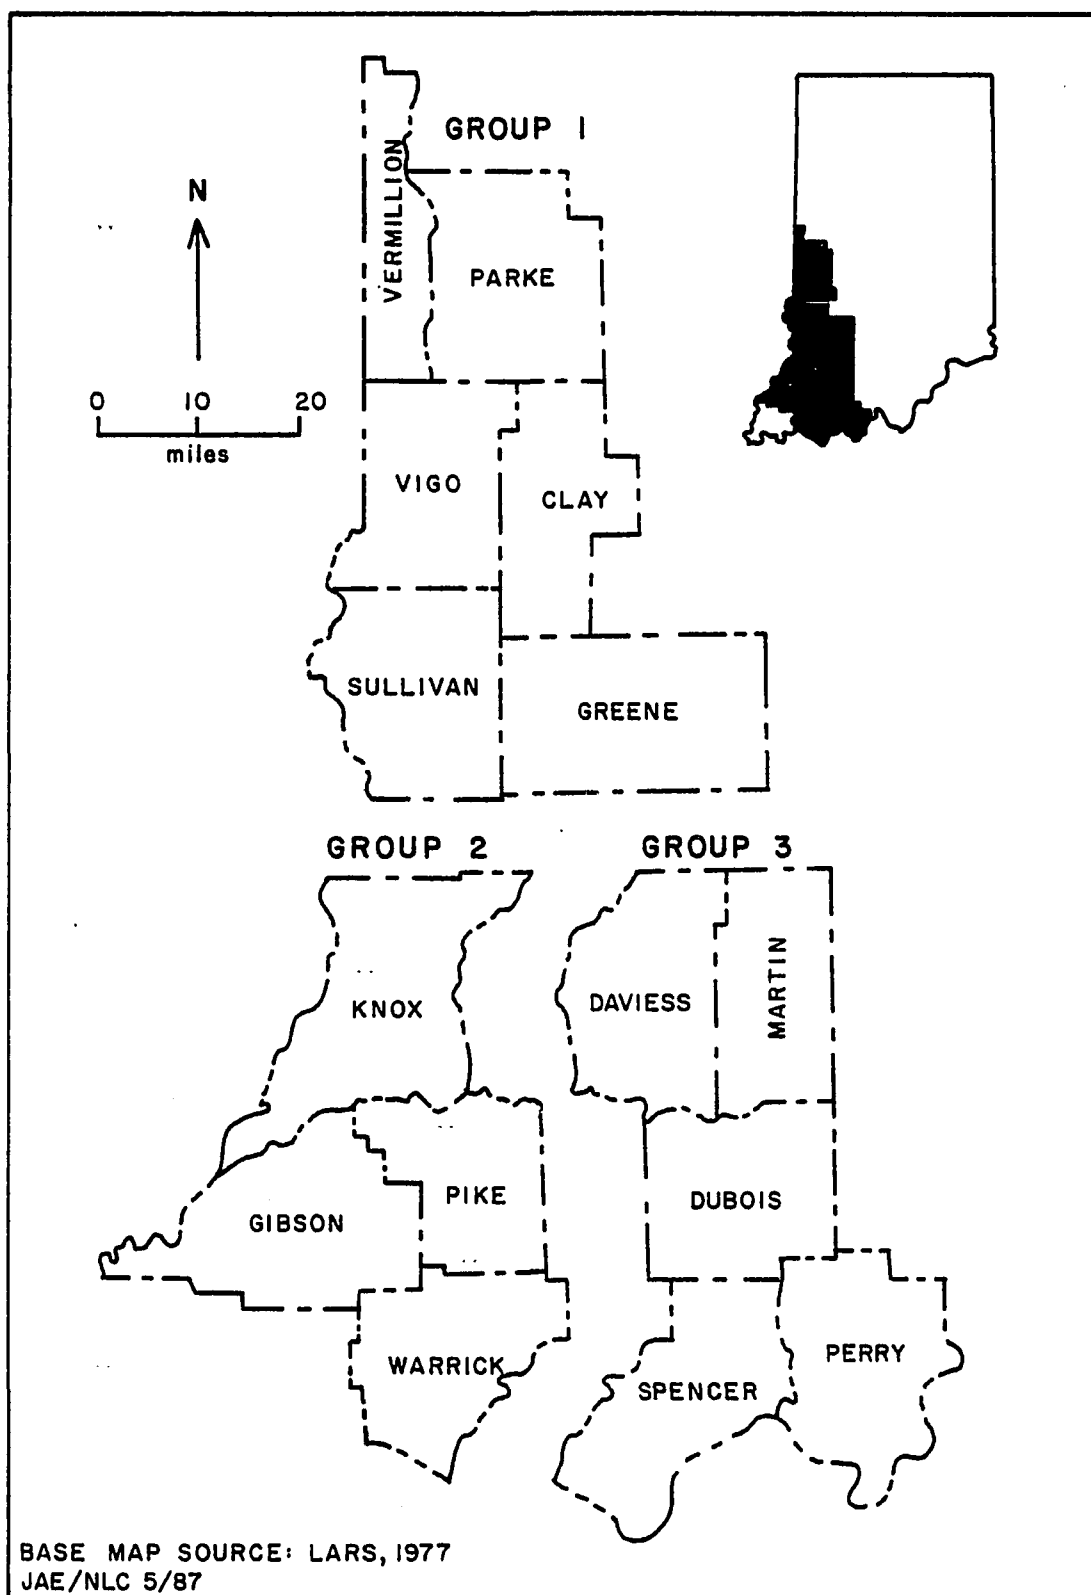 GROUP 1
N
VERMILLION
PARKE
0 10 20
miles
VIGO
CLAY
SULLIVAN
GREENE
GROUP 2
GROUP 3
KNOX
DAVIESS
MARTIN
PIKE
GIBSON
DUBOIS
WARRICK
SPENCER
PERRY
BASE MAP SOURCE: LARS, 1977
JAE/NLC 5/87